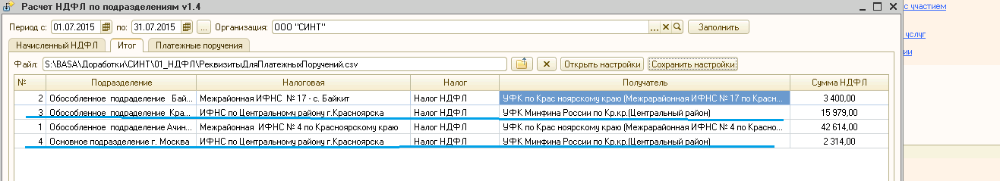 Расчет НДФЛ по подразделениям v1.4
с участием
Период с: 01.07.2015 по: 31.07.2015 ... Организация: ООО "СИНТ" ... Заполнить
услуг
Начисленный НДФЛ Итог Платежные поручения
ии
Файл: S:\BASA\Доработки\СИНТ\01_НДФЛ\РеквизитыДляПлатежныхПоручений.csv Открыть настройки Сохранить настройки
№ Подразделение Налоговая Налог Получатель Сумма НДФЛ
2 Обособленное подраделение Бай... Межрайонная ИФНС № 17 - с. Байкит Налог НДФЛ УФК по Крас ноярскому краю (Межрарайонная ИФНС № 17 по Красн... 3 400,00
3 Обособленное подраделение Кра... ИФНС по Центральному району г.Красноярска Налог НДФЛ УФК Минфина России по Кр.кр.(Центральный район) 15 979,00
1 Обособленное подраделение Ачин... Межрайонная ИФНС № 4 по Красноярскому краю Налог НДФЛ УФК по Крас ноярскому краю (Межрарайонная ИФНС № 4 по Красно... 42 614,00
4 Основное подразделение г. Москва ИФНС по Центральному району г.Красноярска Налог НДФЛ УФК Минфина России по Кр.кр.(Центральный район) 2 314,00